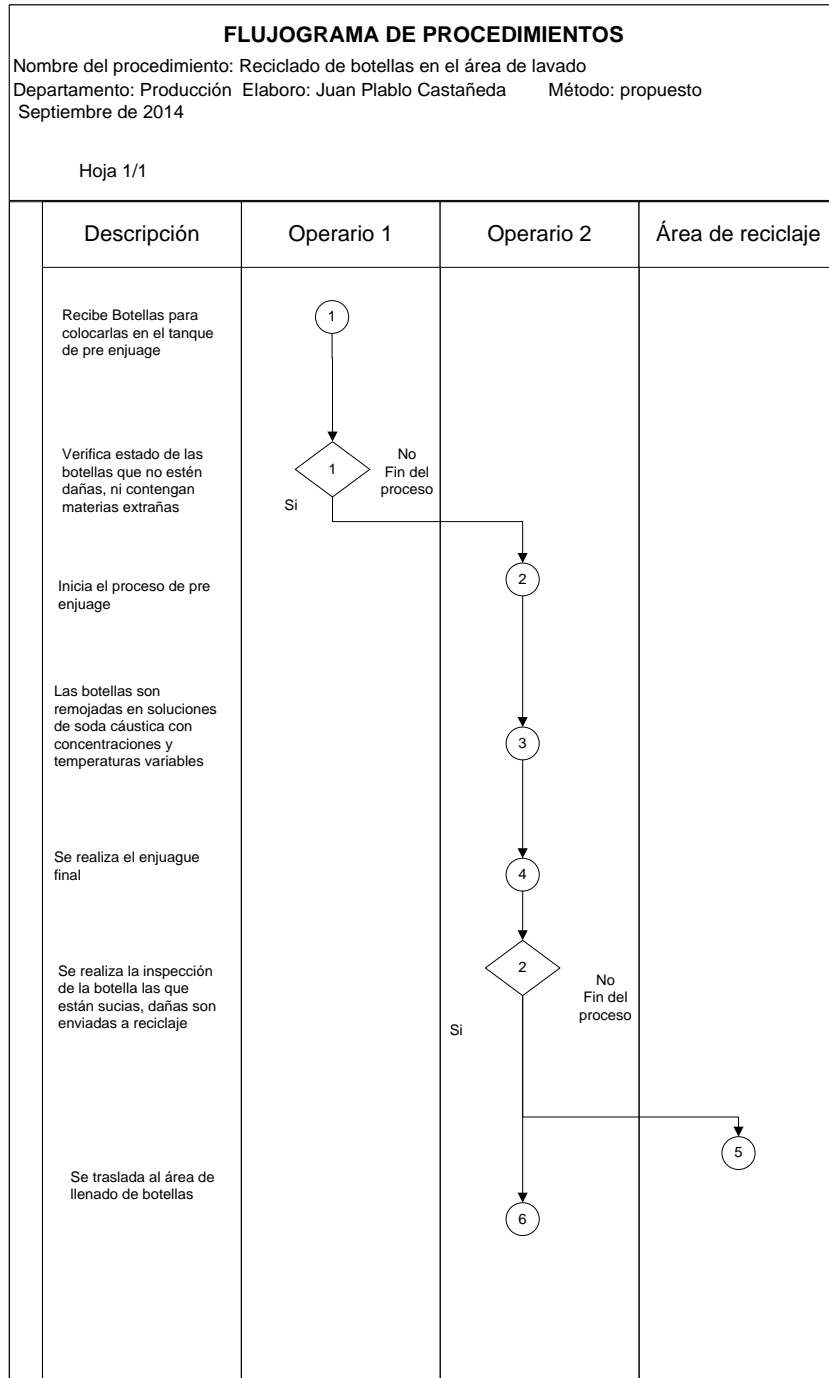 FLUJOGRAMA DE PROCEDIMIENTOS
Nombre del procedimiento: Reciclado de botellas en el área de lavado
Departamento: Producción Elaboro: Juan Plablo Castañeda Método: propuesto
Septiembre de 2014
Hoja 1/1
Descripción Operario 1 Operario 2 Área de reciclaje
Recibe Botellas para
colocarlas en el tanque
de pre enjuage
1
Verifica estado de las
botellas que no estén
dañas, ni contengan
materias extrañas
1
No
Fin del
proceso
Si
Inicia el proceso de pre
enjuage
2
Las botellas son
remojadas en soluciones
de soda cáustica con
concentraciones y
temperaturas variables
3
Se realiza el enjuague
final
4
Se realiza la inspección
de la botella las que
están sucias, dañas son
enviadas a reciclaje
2
No
Fin del
proceso
Si
5
Se traslada al área de
llenado de botellas
6